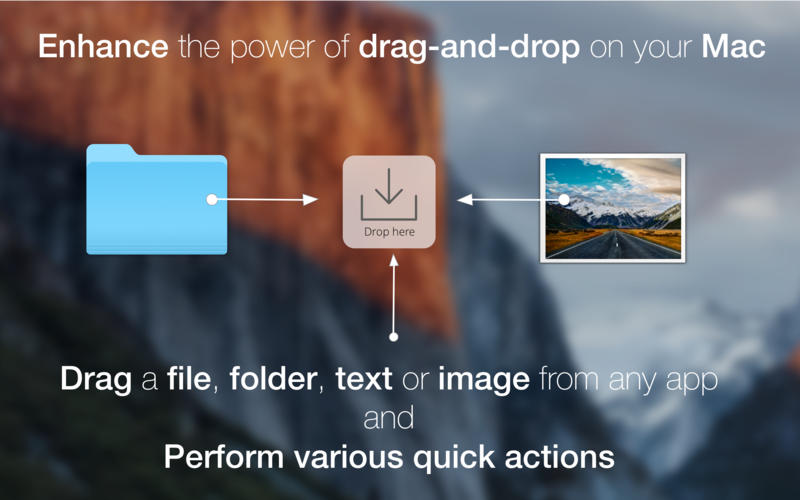 Enhance the power of drag-and-drop on your Mac
Drop here
Drag a file, folder, text or image from any app
and
Perform various quick actions